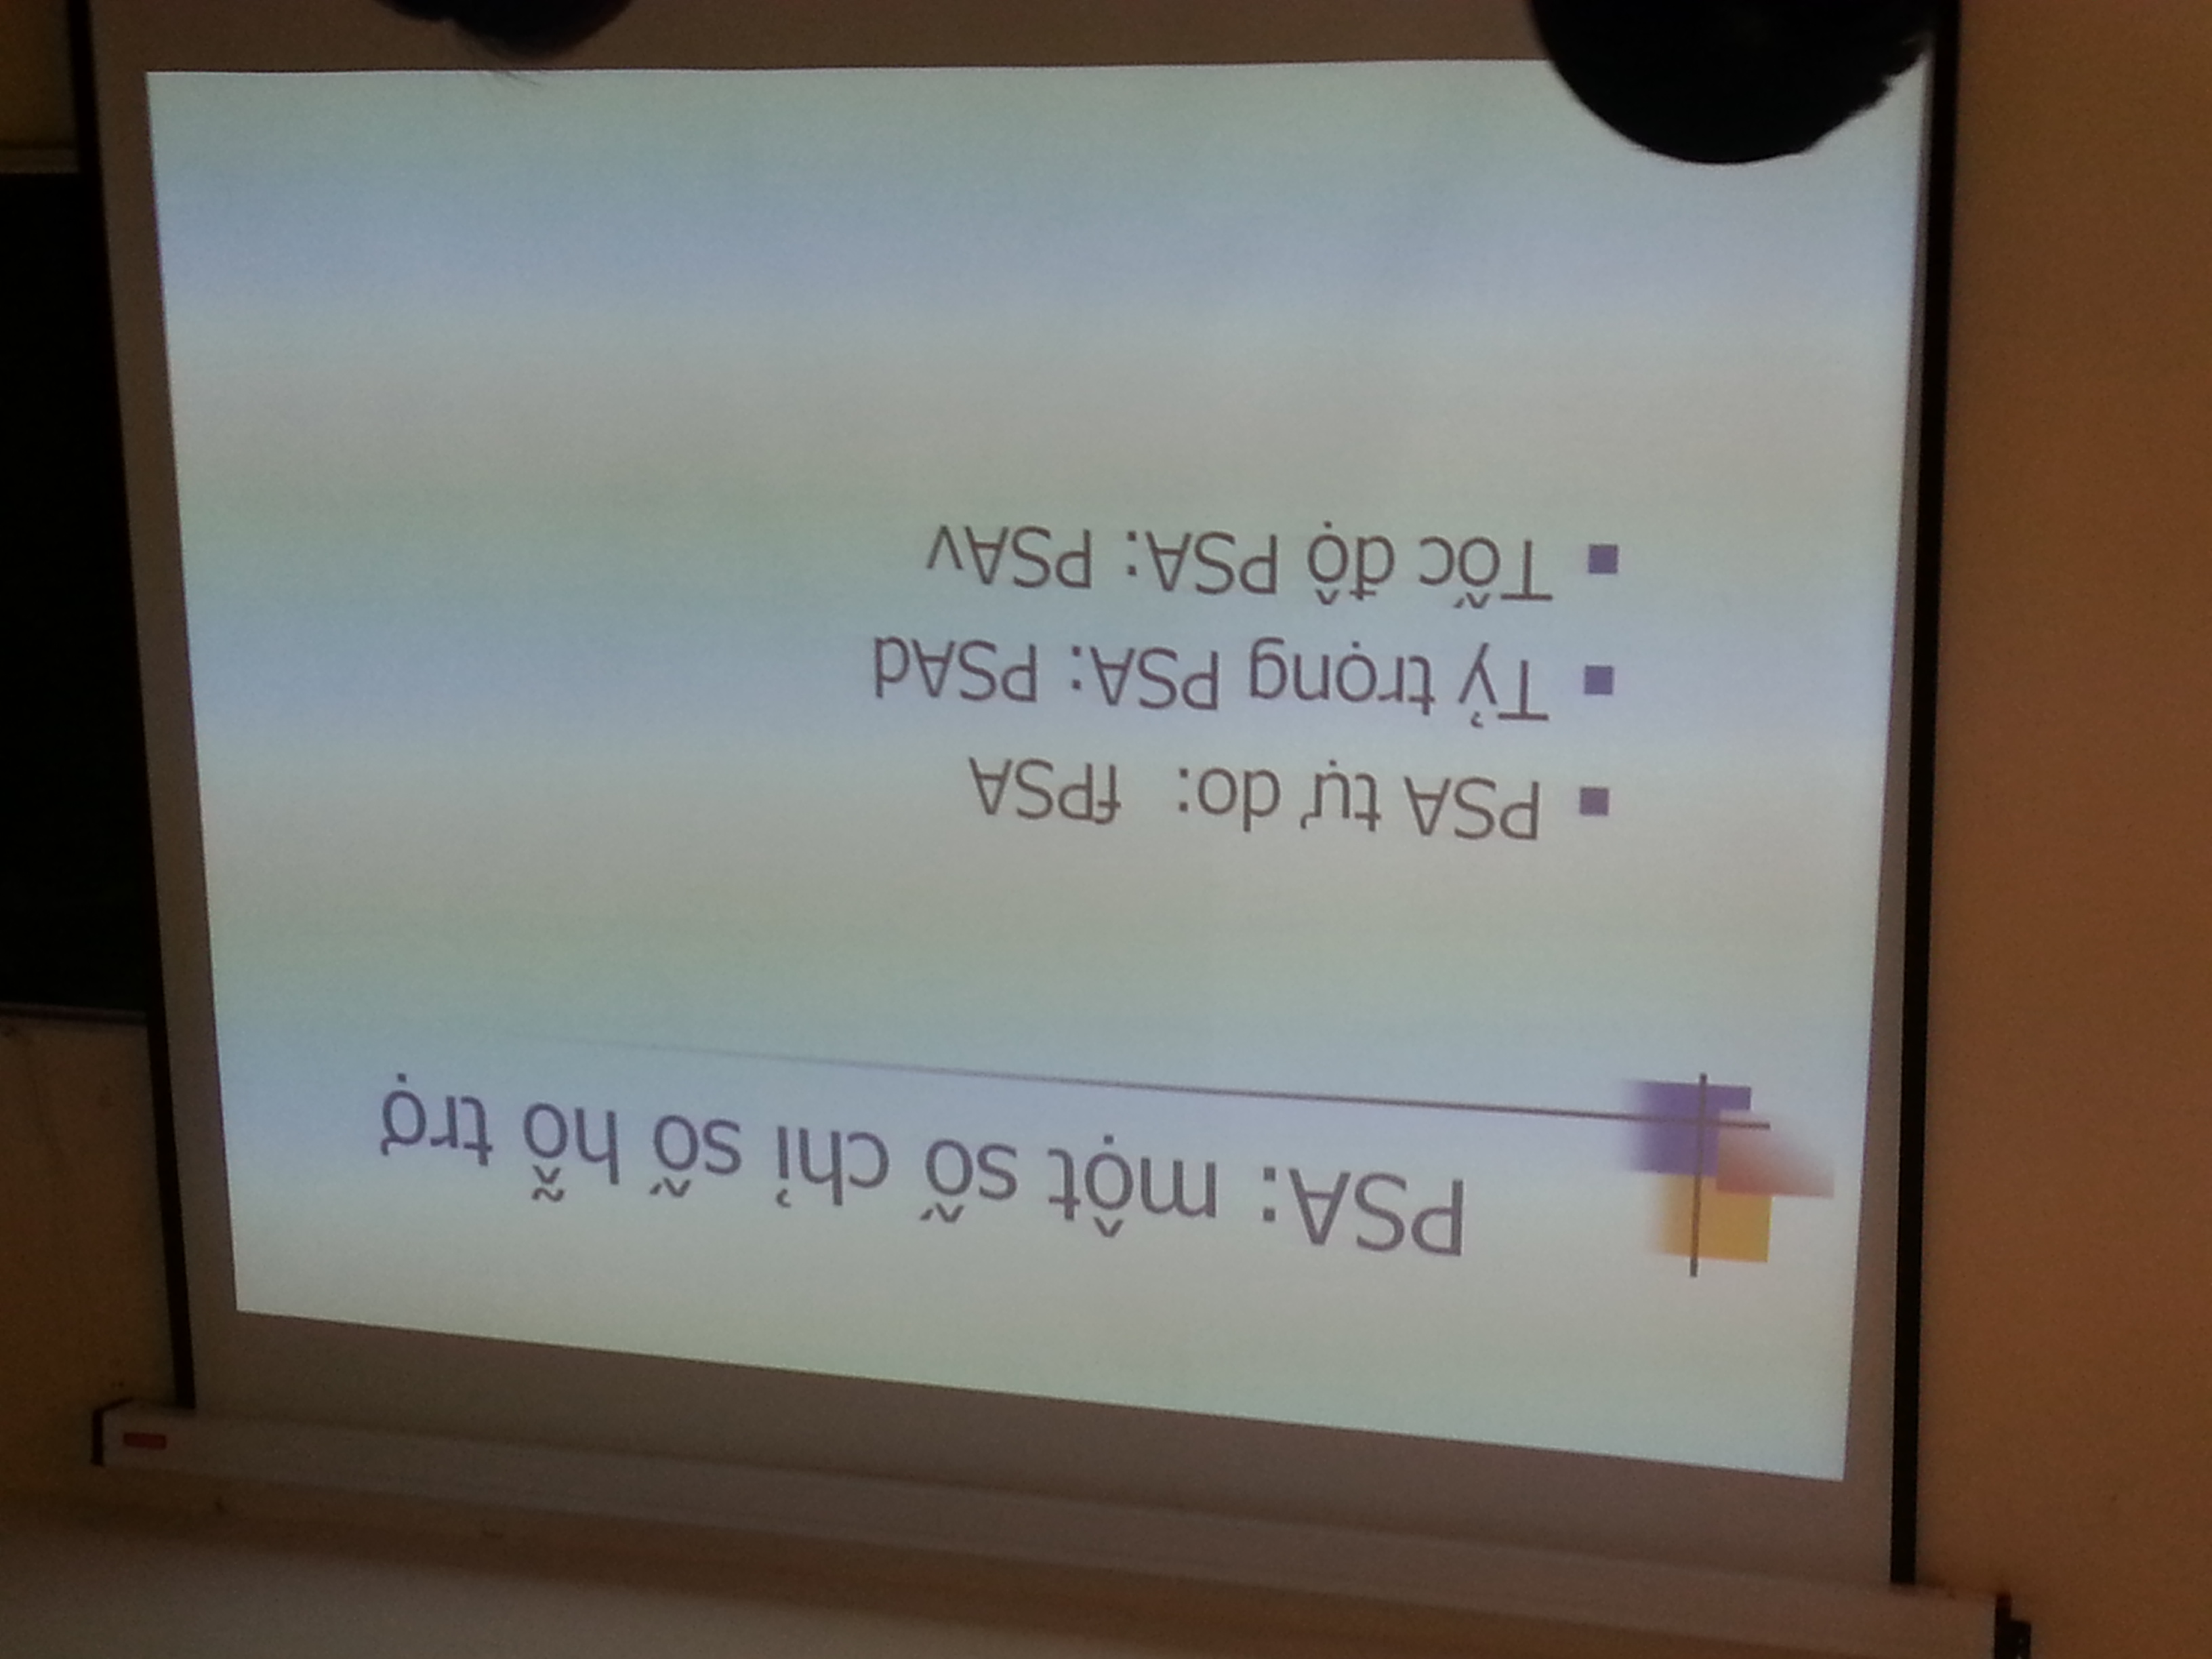 PSA: một số chỉ số hỗ trợ
PSA tự do: fPSA
Tỷ trọng PSA: PSAd
Tốc độ PSA: PSAv